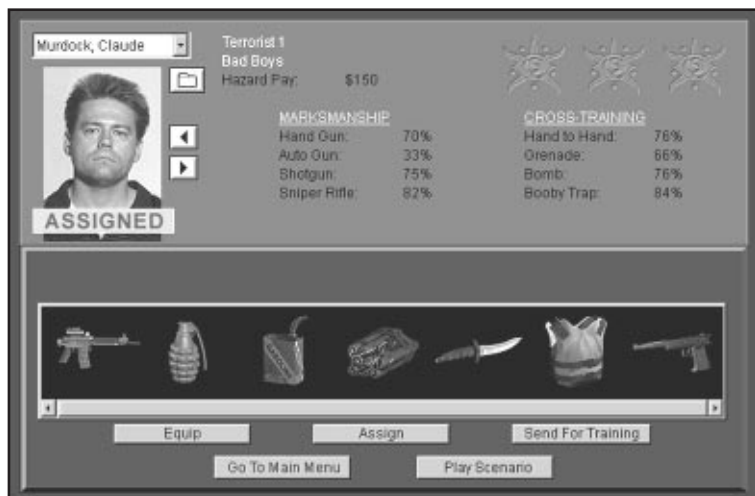 Murdock, Claude
Terrorist 1
Bad Boys
Hazard Pay: $150
MARKSMANSHIP
Hand Gun: 70%
Auto Gun: 33%
Shotgun: 75%
Sniper Rifle: 82%
CROSS-TRAINING
Hand to Hand: 76%
Grenade: 66%
Bomb: 76%
Booby Trap: 84%
ASSIGNED
Equip
Assign
Send For Training
Go To Main Menu
Play Scenario